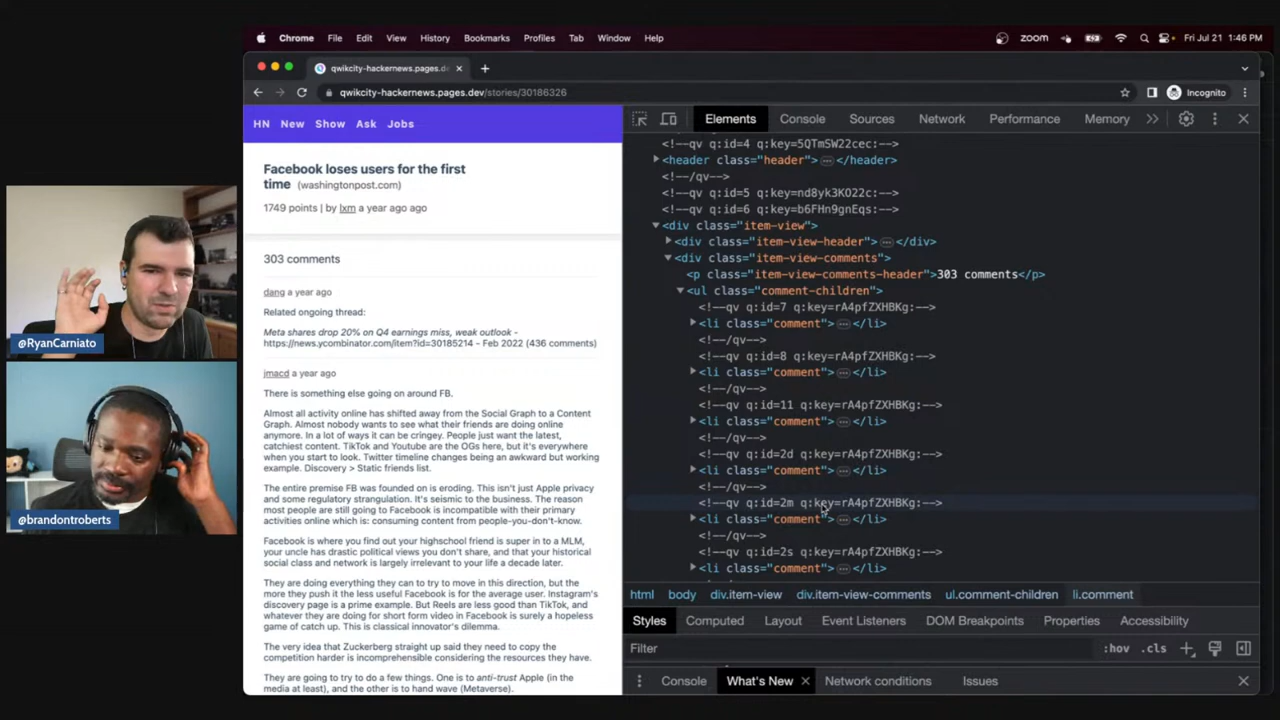 Chrome File Edit View History Bookmarks Profiles Tab Window Help
zoom
Fri Jul 21 1:46 PM
qwikcity-hackernews.pages.de
qwikcity-hackernews.pages.dev/stories/30186326
Incognito
HN New Show Ask Jobs
Facebook loses users for the first
time (washingtonpost.com)
1749 points | by lxm a year ago ago
303 comments
dang a year ago
Related ongoing thread:
Meta shares drop 20% on Q4 earnings miss, weak outlook -
https://news.ycombinator.com/item?id=30185214 - Feb 2022 (436 comments)
jmacd a year ago
There is something else going on around FB.
Almost all activity online has shifted away from the Social Graph to a Content
Graph. Almost nobody wants to see what their friends are doing online
anymore. In a lot of ways it can be cringey. People just want the latest,
catchiest content. TikTok and Youtube are the OGs here, but it's everywhere
when you start to look. Twitter timeline changes being an awkward but working
example. Discovery > Static friends list.
The entire premise FB was founded on is eroding. This isn't just Apple privacy
and some regulatory strangulation. It's seismic to the business. The reason
most people are still going to Facebook is incompatible with their primary
activities online which is: consuming content from people-you-don't-know.
Facebook is where you find out your highschool friend is super in to a MLM,
your uncle has drastic political views you don't share, and that your historical
social class and network is largely irrelevant to your life a decade later.
They are doing everything they can to try to move in this direction, but the
more they push it the less useful Facebook is for the average user. Instagram's
discovery page is a prime example. But Reels are less good than TikTok, and
whatever they are doing for short form video in Facebook is surely a hopeless
game of catch up. This is classical innovator's dilemma.
The very idea that Zuckerberg straight up said they need to copy the
competition harder is incomprehensible considering the resources they have.
They are going to try to do a few things. One is to anti-trust Apple (in the
media at least), and the other is to hand wave (Metaverse).
Elements Console Sources Network Performance Memory
<!--qv q:id=4 q:key=5QTmSW22cec:-->
<header class="header"> </header>
<!--/qv-->
<!--qv q:id=5 q:key=nd8yk3KO22c:-->
<!--qv q:id=6 q:key=b6FHn9gnEqs:-->
<div class="item-view">
<div class="item-view-header"> </div>
<div class="item-view-comments">
<p class="item-view-comments-header">303 comments</p>
<ul class="comment-children">
<!--qv q:id=7 q:key=rA4pfZXHBKg:-->
<li class="comment"> </li>
<!--/qv-->
<!--qv q:id=8 q:key=rA4pfZXHBKg:-->
<li class="comment"> </li>
<!--/qv-->
<!--qv q:id=11 q:key=rA4pfZXHBKg:-->
<li class="comment"> </li>
<!--/qv-->
<!--qv q:id=2d q:key=rA4pfZXHBKg:-->
<li class="comment"> </li>
<!--/qv-->
<!--qv q:id=2m q:key=rA4pfZXHBKg:-->
<li class="comment"> </li>
<!--/qv-->
<!--qv q:id=2s q:key=rA4pfZXHBKg:-->
<li class="comment"> </li>
html body div.item-view div.item-view-comments ul.comment-children li.comment
Styles Computed Layout Event Listeners DOM Breakpoints Properties Accessibility
Filter
:hov .cls
Console What's New Network conditions Issues
@RyanCarniato
@brandontroberts